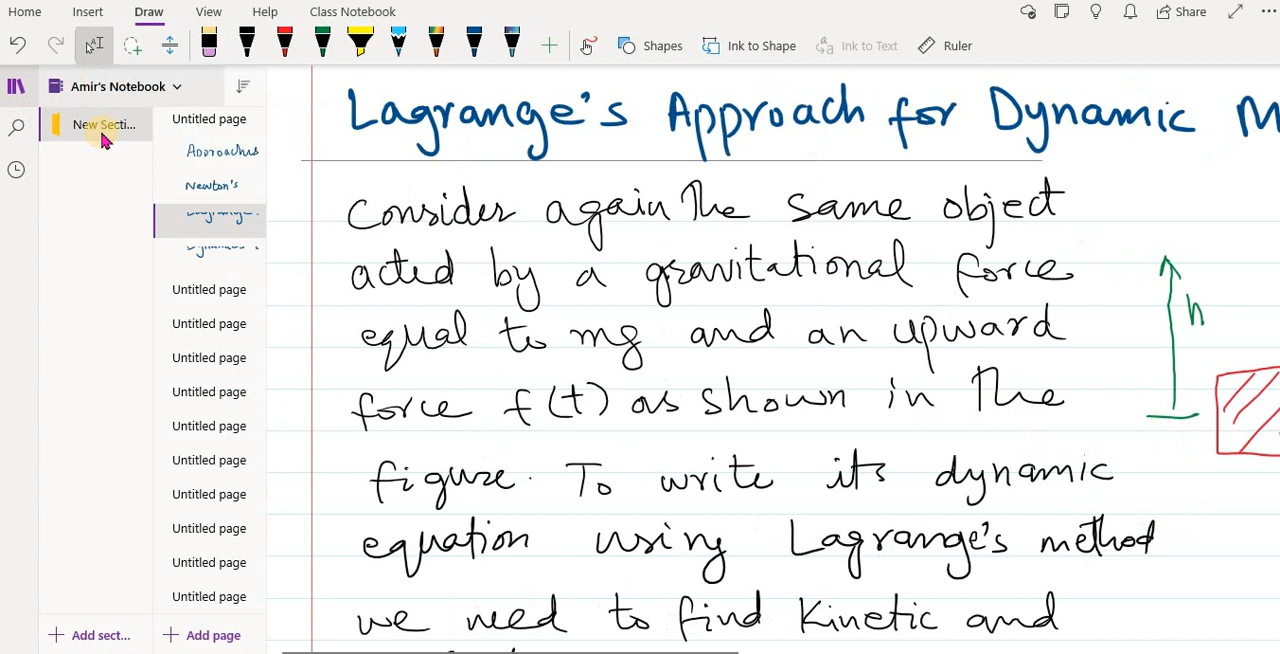 Home Insert Draw View Help Class Notebook Share
Shapes Ink to Shape Ink to Text Ruler
Amir's Notebook
New Secti...
Untitled page
Approaches
Newton's
Lagrange
Dynamics
Untitled page
Untitled page
Untitled page
Untitled page
Untitled page
Untitled page
Untitled page
Untitled page
Untitled page
Untitled page
Add sect...
Add page
Lagrange's Approach for Dynamic M
Consider again the same object
acted by a gravitational force
equal to mg and an upward
force f(t) as shown in the
figure. To write its dynamic
equation using Lagrange's method
we need to find Kinetic and
h